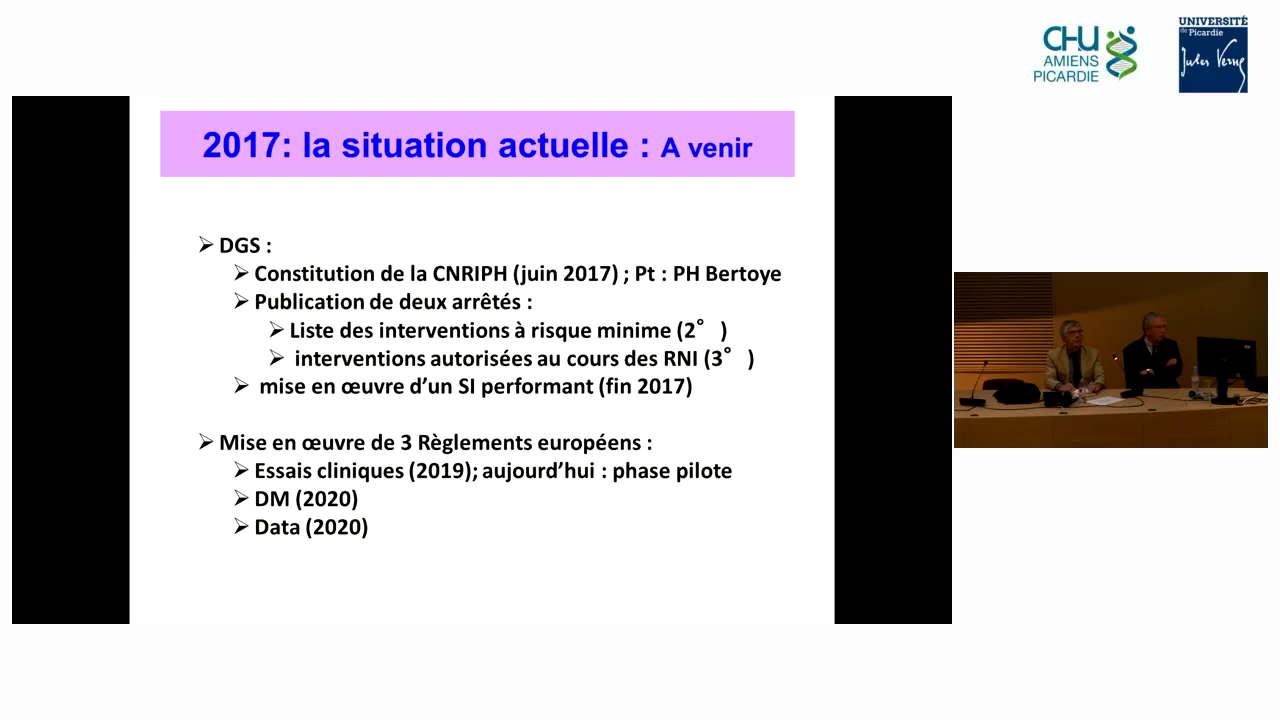 CHU
AMIENS
PICARDIE
UNIVERSITÉ
de Picardie
Jules Verne
2017: la situation actuelle : A venir
➢ DGS :
➢ Constitution de la CNRIPH (juin 2017) ; Pt : PH Bertoye
➢ Publication de deux arrêtés :
➢ Liste des interventions à risque minime (2° )
➢ interventions autorisées au cours des RNI (3° )
➢ mise en œuvre d’un SI performant (fin 2017)
➢ Mise en œuvre de 3 Règlements européens :
➢ Essais cliniques (2019); aujourd’hui : phase pilote
➢ DM (2020)
➢ Data (2020)